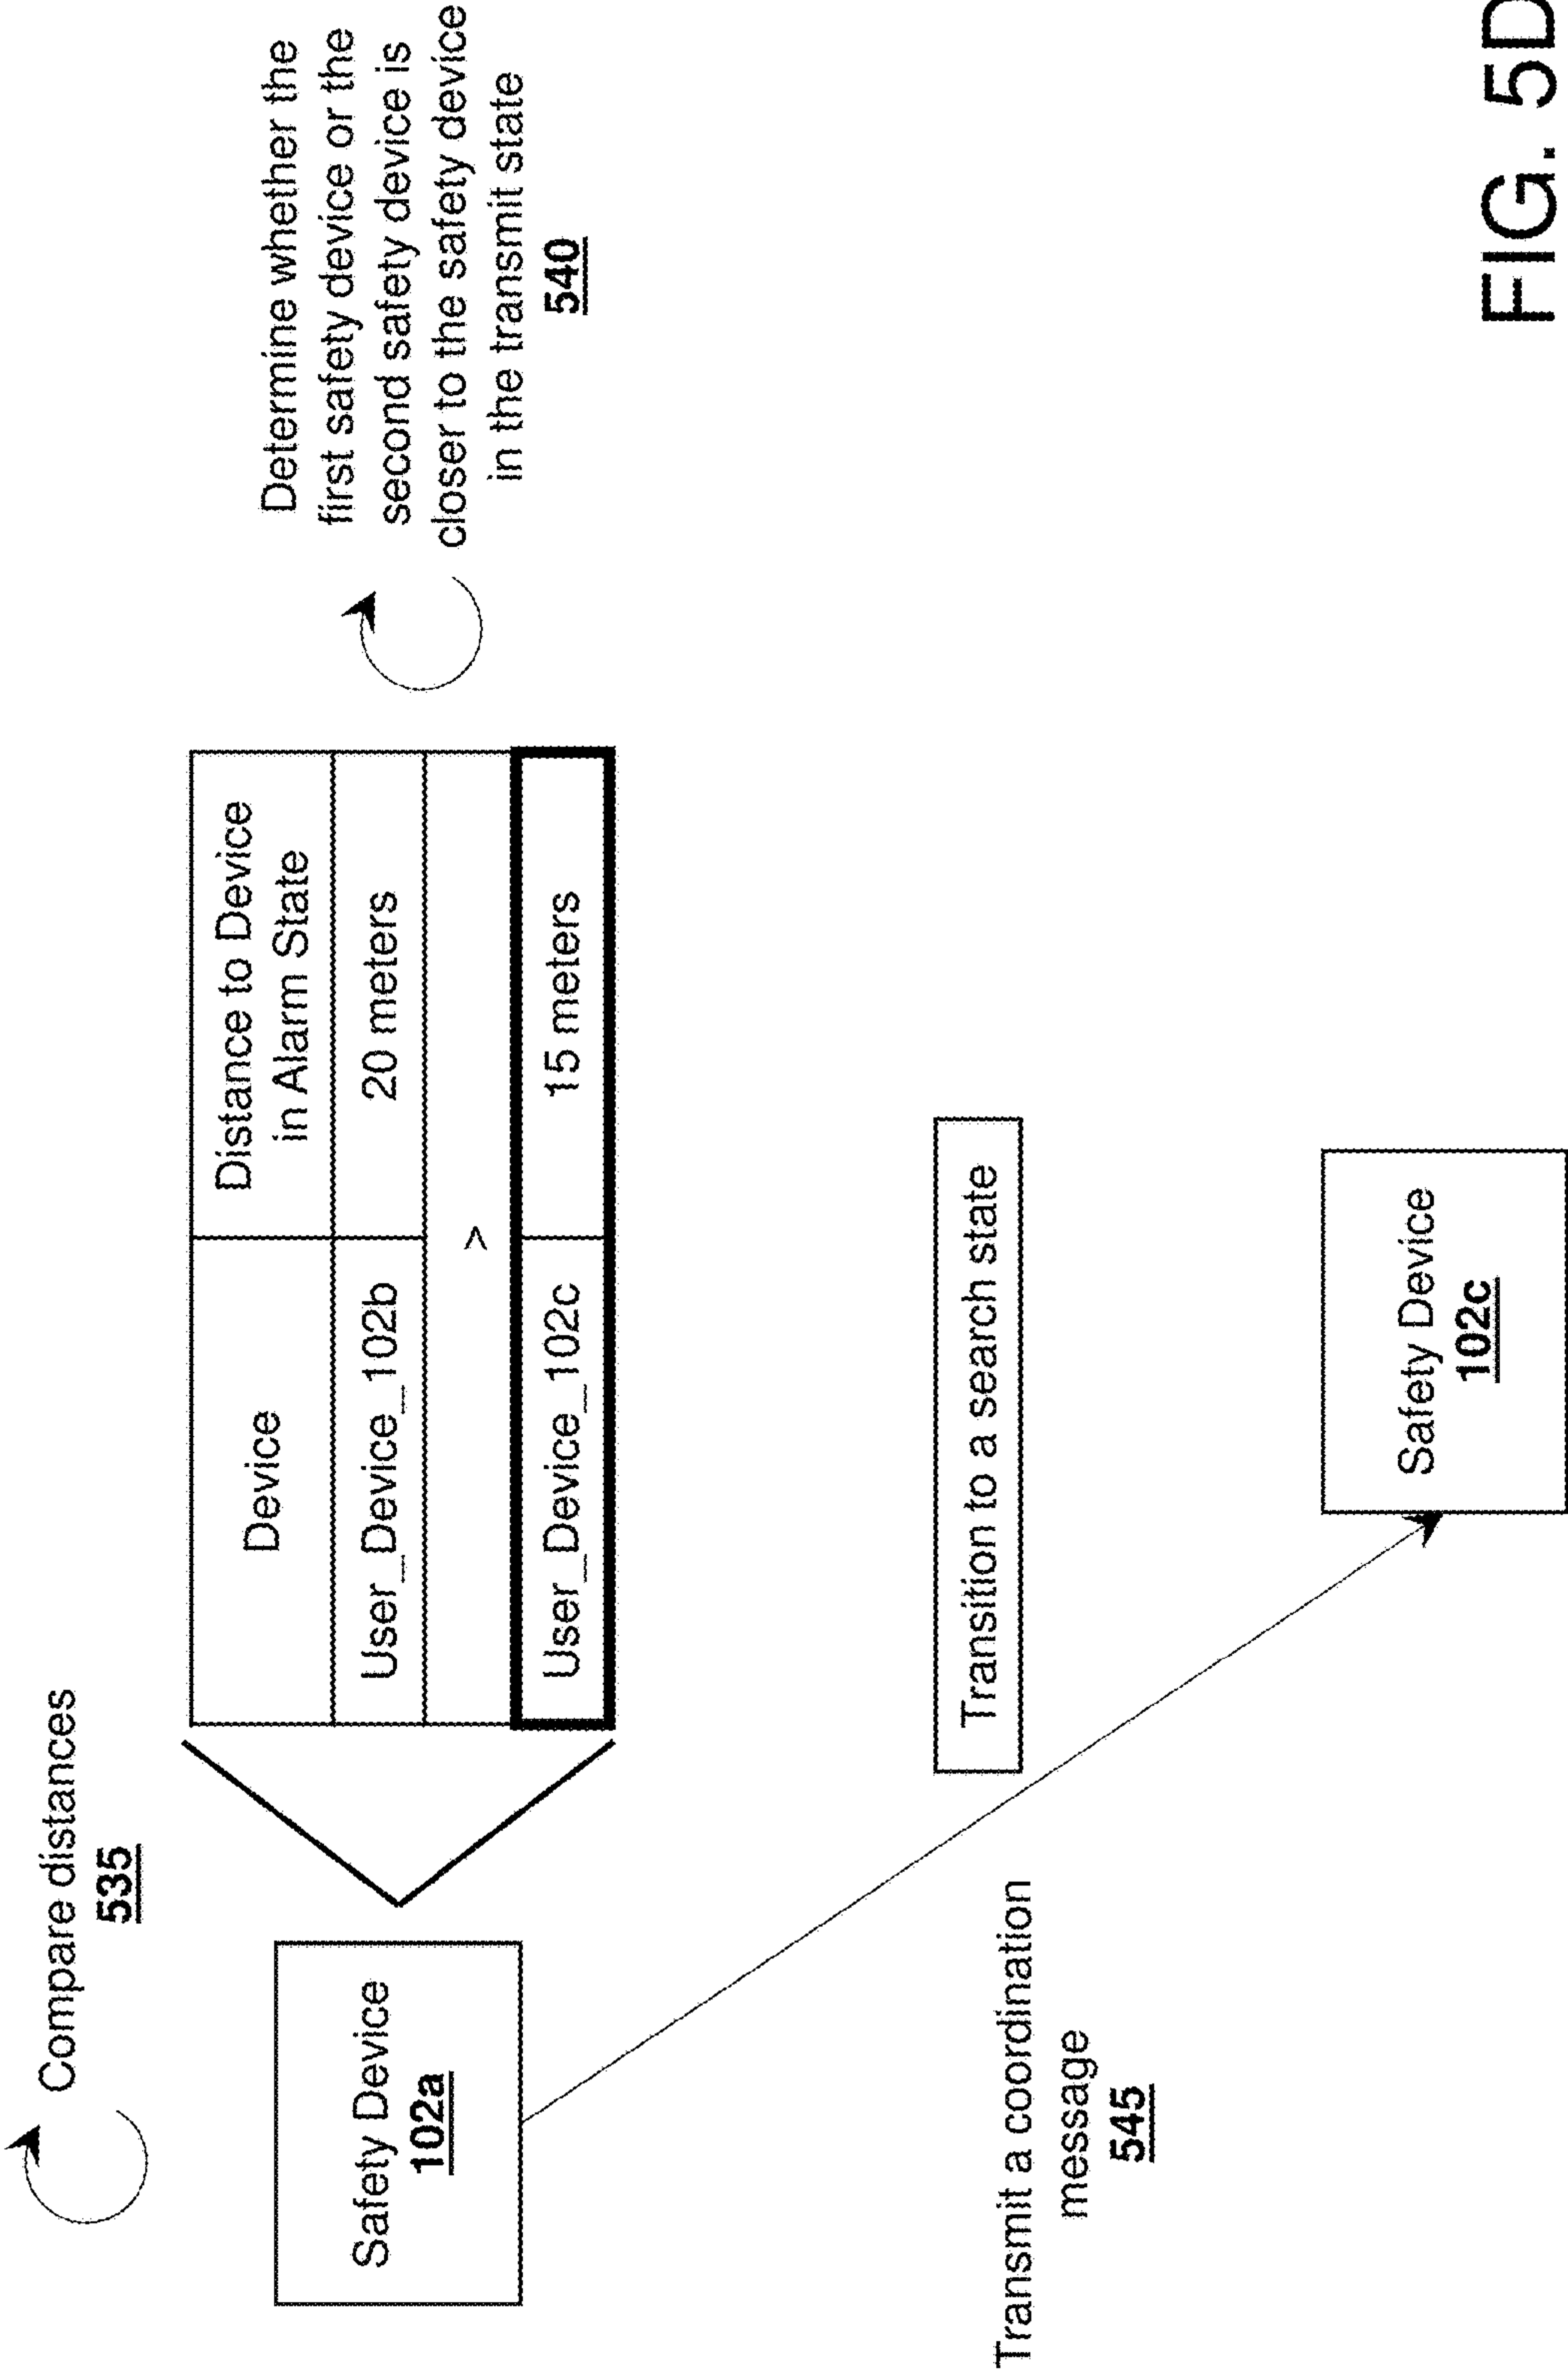 Compare distances
535
Safety Device
102a
Device
Distance to Device
in Alarm State
User_Device_102b
20 meters
>
User_Device_102c
15 meters
Determine whether the
first safety device or the
second safety device is
closer to the safety device
in the transmit state
540
Transition to a search state
Transmit a coordination
message
545
Safety Device
102c
FIG. 5D